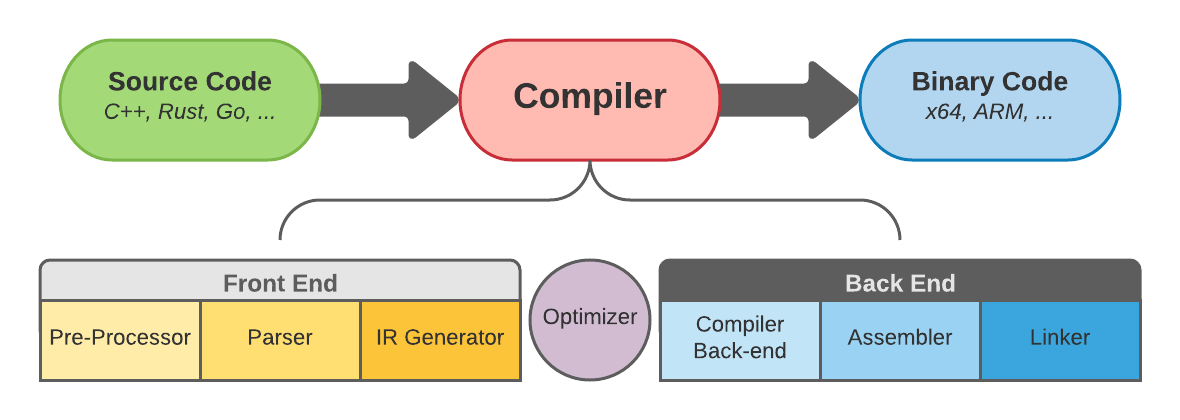 Source Code
C++, Rust, Go, ...
Compiler
Binary Code
x64, ARM, ...
Front End
Pre-Processor
Parser
IR Generator
Optimizer
Back End
Compiler
Back-end
Assembler
Linker